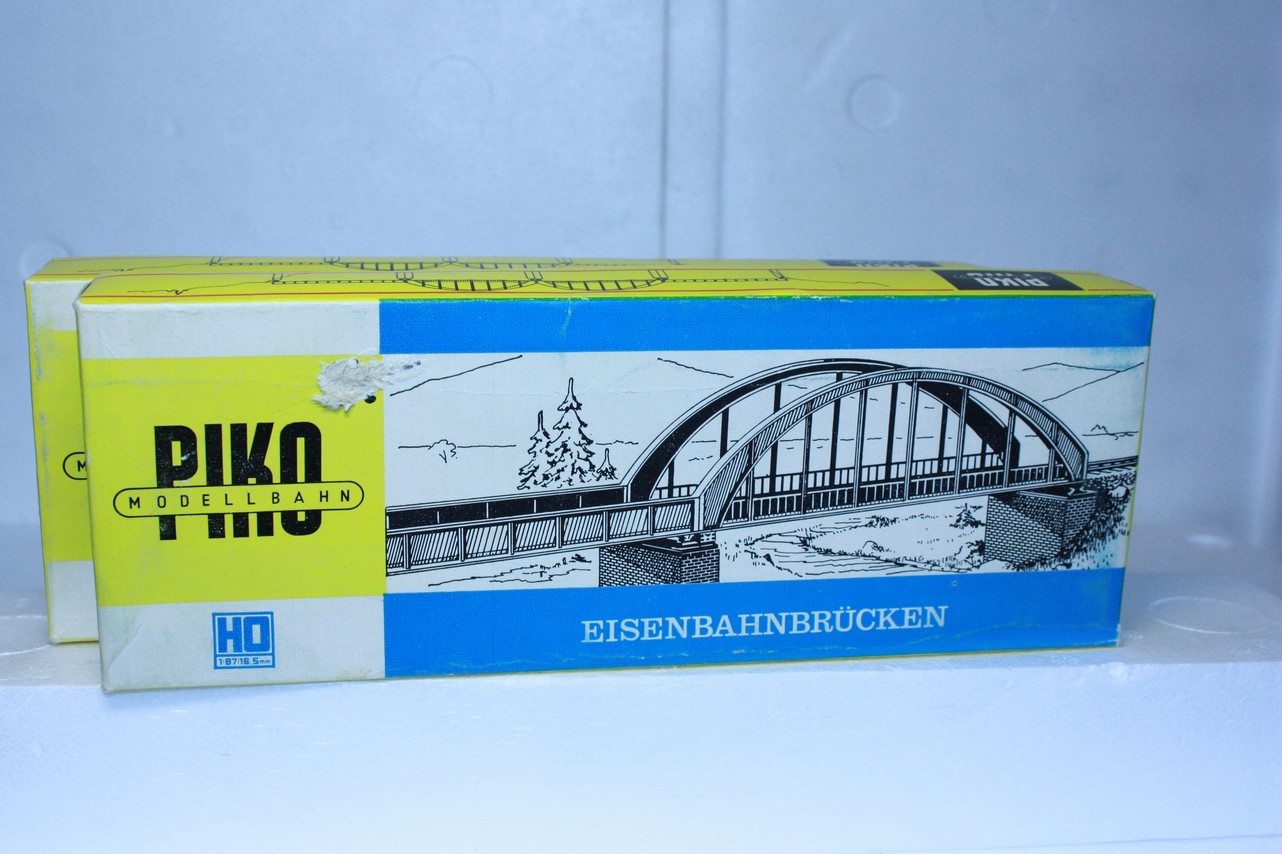 PIKO
PIKO
MODELLBAHN
HO
1:87/16,5mm
EISENBAHNBRÜCKEN
M